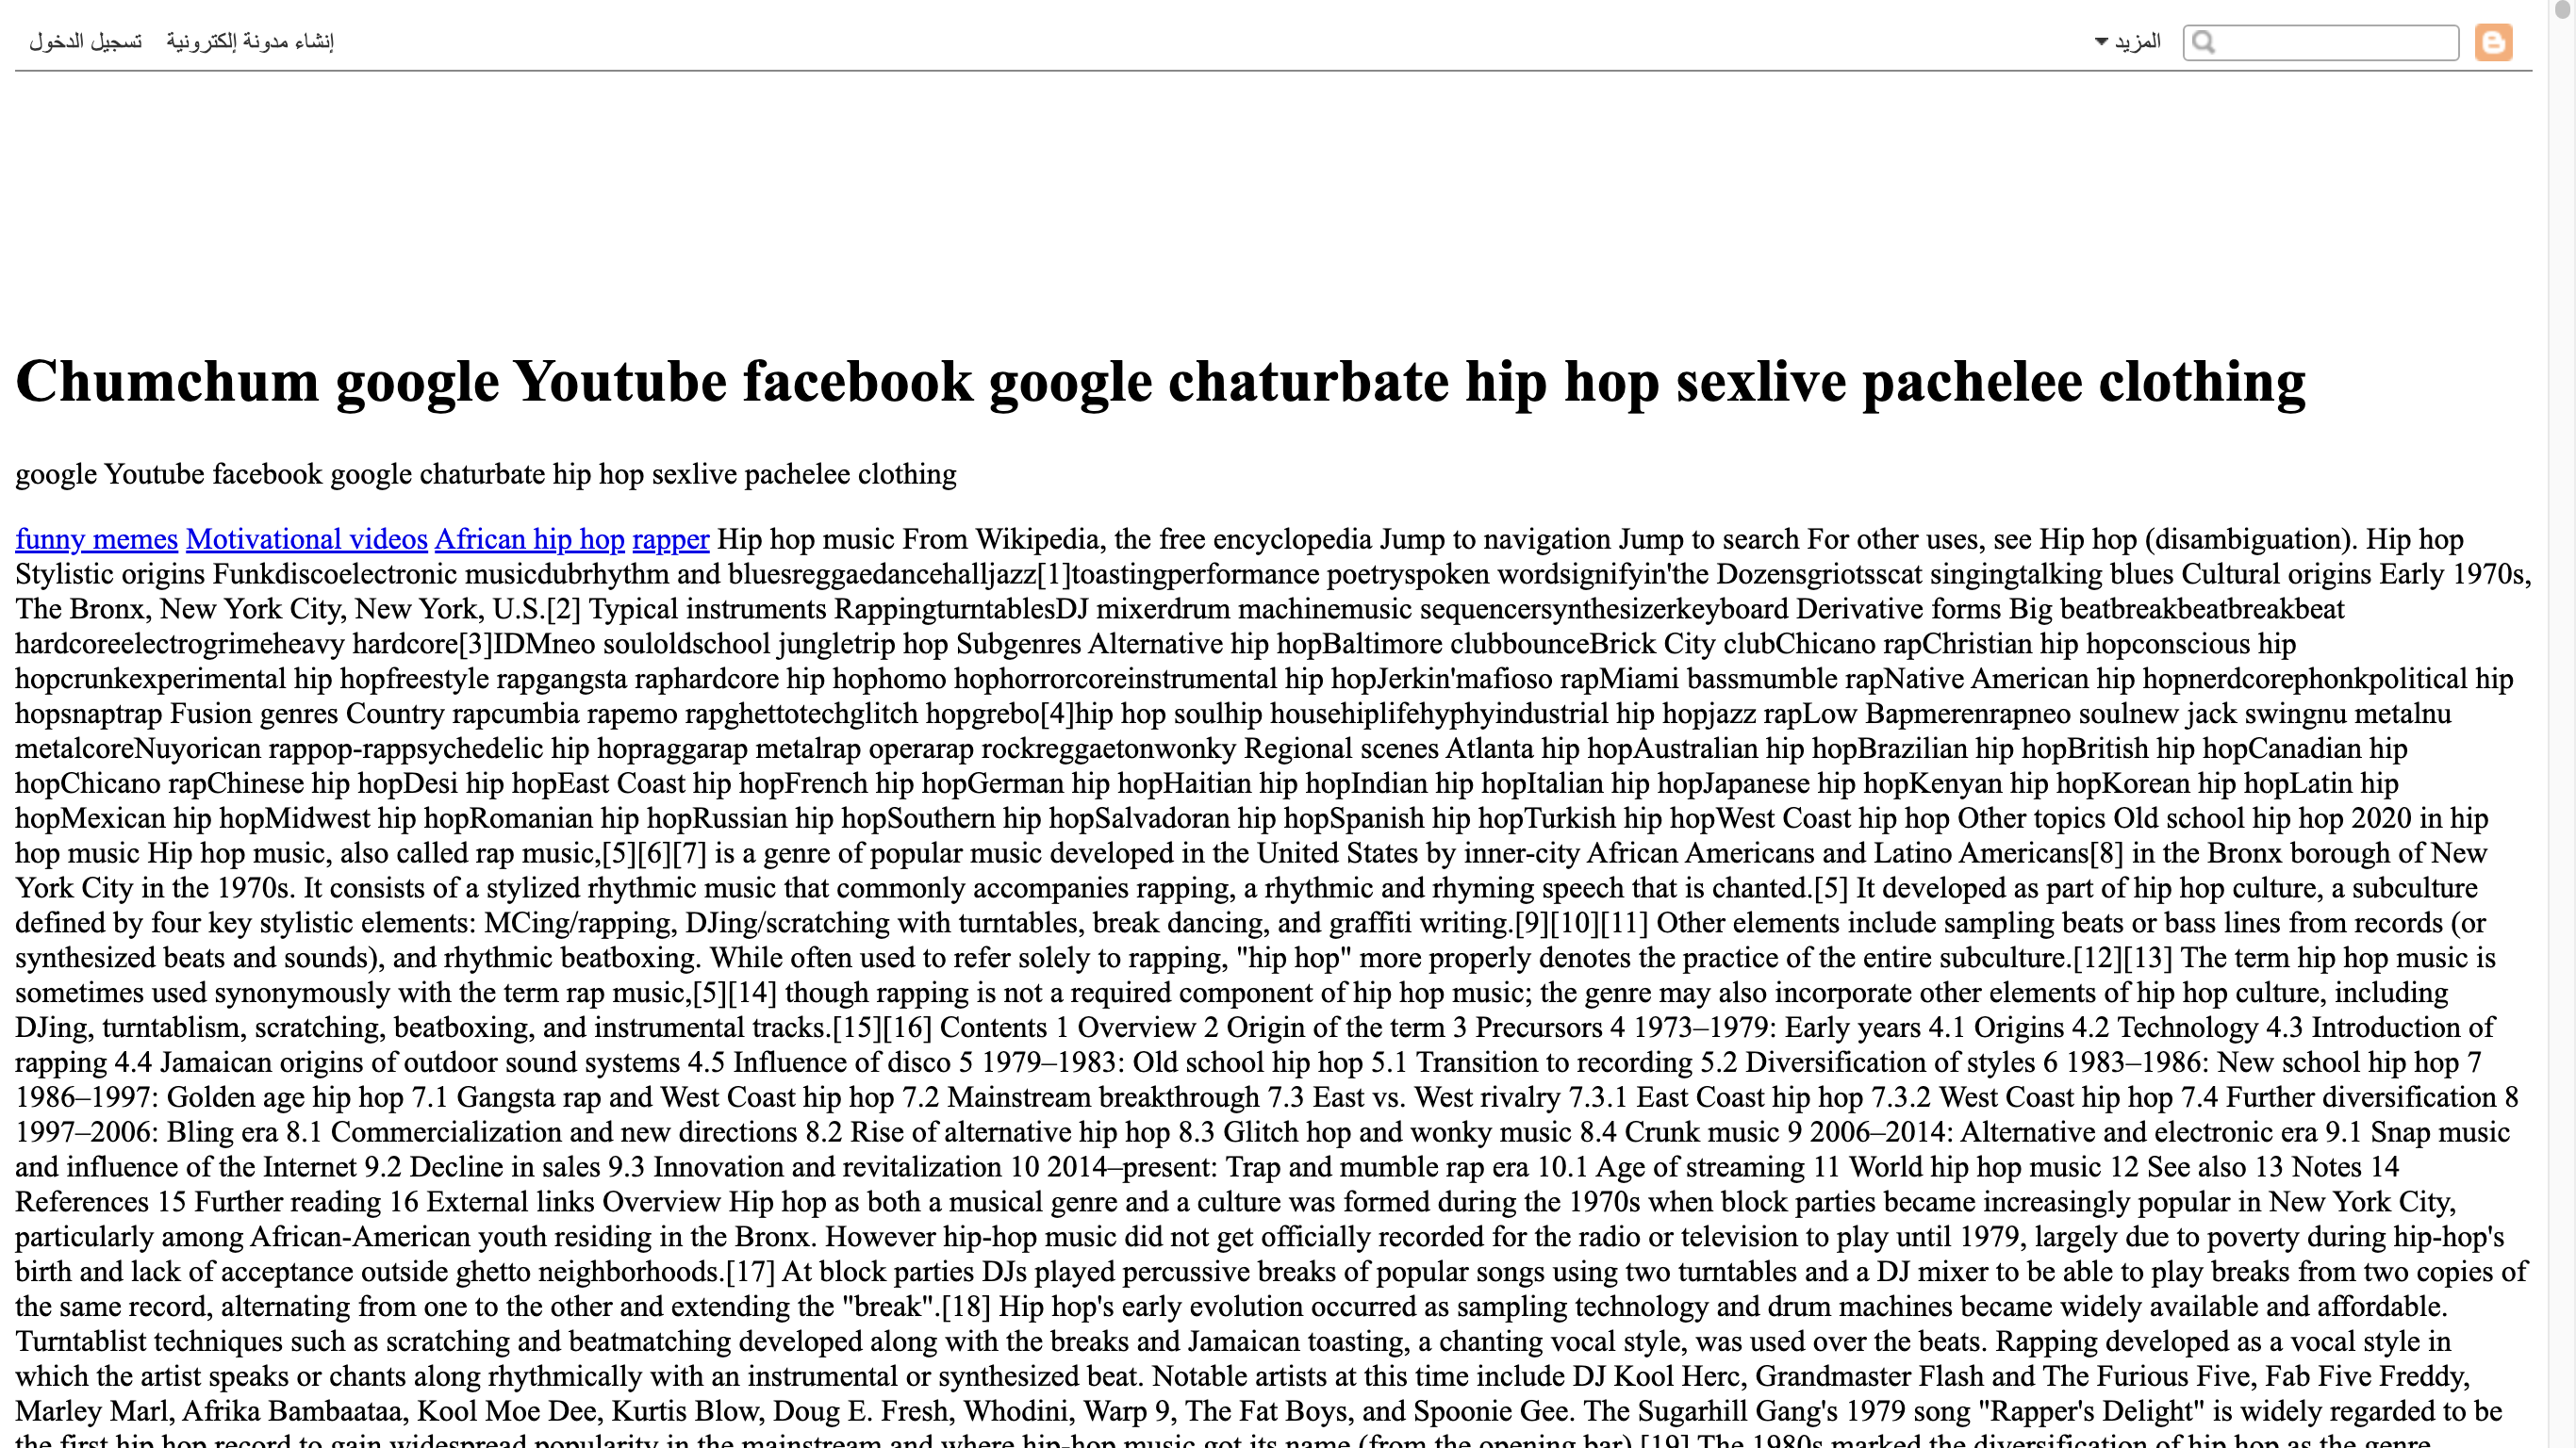 تسجيل الدخول إنشاء مدونة إلكترونية المزيد
Chumchum google Youtube facebook google chaturbate hip hop sexlive pachelee clothing
google Youtube facebook google chaturbate hip hop sexlive pachelee clothing
funny memes Motivational videos African hip hop rapper Hip hop music From Wikipedia, the free encyclopedia Jump to navigation Jump to search For other uses, see Hip hop (disambiguation). Hip hop
Stylistic origins Funkdiscoelectronic musicdubrhythm and bluesreggaedancehalljazz[1]toastingperformance poetryspoken wordsignifyin'the Dozensgriotsscat singingtalking blues Cultural origins Early 1970s,
The Bronx, New York City, New York, U.S.[2] Typical instruments RappingturntablesDJ mixerdrum machinemusic sequencersynthesizerkeyboard Derivative forms Big beatbreakbeatbreakbeat
hardcoreelectrogrimeheavy hardcore[3]IDMneo souloldschool jungletrip hop Subgenres Alternative hip hopBaltimore clubbounceBrick City clubChicano rapChristian hip hopconscious hip
hopcrunkexperimental hip hopfreestyle rapgangsta raphardcore hip hophomo hophorrorcoreinstrumental hip hopJerkin'mafioso rapMiami bassmumble rapNative American hip hopnerdcorephonkpolitical hip
hopsnaptrap Fusion genres Country rapcumbia rapemo rapghettotechglitch hopgrebo[4]hip hop soulhip househiplifehyphyindustrial hip hopjazz rapLow Bapmerenrapneo soulnew jack swingnu metalnu
metalcoreNuyorican rappop-rappsychedelic hip hopraggarap metalrap operarap rockreggaetonwonky Regional scenes Atlanta hip hopAustralian hip hopBrazilian hip hopBritish hip hopCanadian hip
hopChicano rapChinese hip hopDesi hip hopEast Coast hip hopFrench hip hopGerman hip hopHaitian hip hopIndian hip hopItalian hip hopJapanese hip hopKenyan hip hopKorean hip hopLatin hip
hopMexican hip hopMidwest hip hopRomanian hip hopRussian hip hopSouthern hip hopSalvadoran hip hopSpanish hip hopTurkish hip hopWest Coast hip hop Other topics Old school hip hop 2020 in hip
hop music Hip hop music, also called rap music,[5][6][7] is a genre of popular music developed in the United States by inner-city African Americans and Latino Americans[8] in the Bronx borough of New
York City in the 1970s. It consists of a stylized rhythmic music that commonly accompanies rapping, a rhythmic and rhyming speech that is chanted.[5] It developed as part of hip hop culture, a subculture
defined by four key stylistic elements: MCing/rapping, DJing/scratching with turntables, break dancing, and graffiti writing.[9][10][11] Other elements include sampling beats or bass lines from records (or
synthesized beats and sounds), and rhythmic beatboxing. While often used to refer solely to rapping, "hip hop" more properly denotes the practice of the entire subculture.[12][13] The term hip hop music is
sometimes used synonymously with the term rap music,[5][14] though rapping is not a required component of hip hop music; the genre may also incorporate other elements of hip hop culture, including
DJing, turntablism, scratching, beatboxing, and instrumental tracks.[15][16] Contents 1 Overview 2 Origin of the term 3 Precursors 4 1973–1979: Early years 4.1 Origins 4.2 Technology 4.3 Introduction of
rapping 4.4 Jamaican origins of outdoor sound systems 4.5 Influence of disco 5 1979–1983: Old school hip hop 5.1 Transition to recording 5.2 Diversification of styles 6 1983–1986: New school hip hop 7
1986–1997: Golden age hip hop 7.1 Gangsta rap and West Coast hip hop 7.2 Mainstream breakthrough 7.3 East vs. West rivalry 7.3.1 East Coast hip hop 7.3.2 West Coast hip hop 7.4 Further diversification 8
1997–2006: Bling era 8.1 Commercialization and new directions 8.2 Rise of alternative hip hop 8.3 Glitch hop and wonky music 8.4 Crunk music 9 2006–2014: Alternative and electronic era 9.1 Snap music
and influence of the Internet 9.2 Decline in sales 9.3 Innovation and revitalization 10 2014–present: Trap and mumble rap era 10.1 Age of streaming 11 World hip hop music 12 See also 13 Notes 14
References 15 Further reading 16 External links Overview Hip hop as both a musical genre and a culture was formed during the 1970s when block parties became increasingly popular in New York City,
particularly among African-American youth residing in the Bronx. However hip-hop music did not get officially recorded for the radio or television to play until 1979, largely due to poverty during hip-hop's
birth and lack of acceptance outside ghetto neighborhoods.[17] At block parties DJs played percussive breaks of popular songs using two turntables and a DJ mixer to be able to play breaks from two copies of
the same record, alternating from one to the other and extending the "break".[18] Hip hop's early evolution occurred as sampling technology and drum machines became widely available and affordable.
Turntablist techniques such as scratching and beatmatching developed along with the breaks and Jamaican toasting, a chanting vocal style, was used over the beats. Rapping developed as a vocal style in
which the artist speaks or chants along rhythmically with an instrumental or synthesized beat. Notable artists at this time include DJ Kool Herc, Grandmaster Flash and The Furious Five, Fab Five Freddy,
Marley Marl, Afrika Bambaataa, Kool Moe Dee, Kurtis Blow, Doug E. Fresh, Whodini, Warp 9, The Fat Boys, and Spoonie Gee. The Sugarhill Gang's 1979 song "Rapper's Delight" is widely regarded to be
the first hip hop record to gain widespread popularity in the mainstream and where hip-hop music got its name (from the opening bar).[19] The 1980s marked the diversification of hip hop as the genre